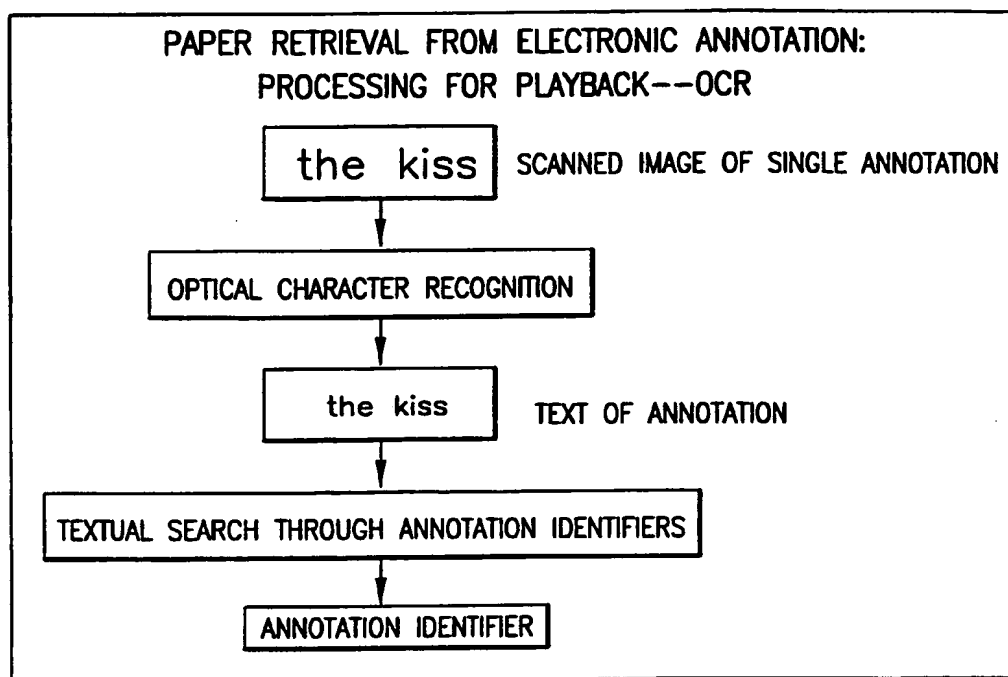 PAPER RETRIEVAL FROM ELECTRONIC ANNOTATION:
PROCESSING FOR PLAYBACK--OCR
the kiss
SCANNED IMAGE OF SINGLE ANNOTATION
OPTICAL CHARACTER RECOGNITION
the kiss
TEXT OF ANNOTATION
TEXTUAL SEARCH THROUGH ANNOTATION IDENTIFIERS
ANNOTATION IDENTIFIER